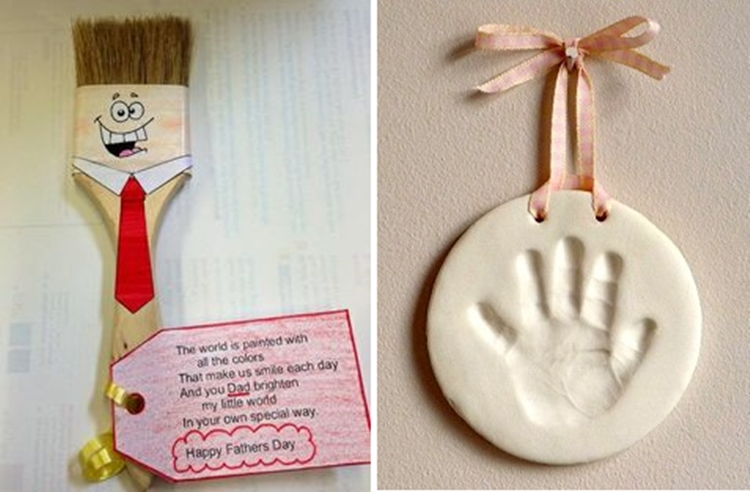 The world is painted with
all the colors
That make us smile each day
And you Dad brighten
my little world
In your own special way.
Happy Fathers Day